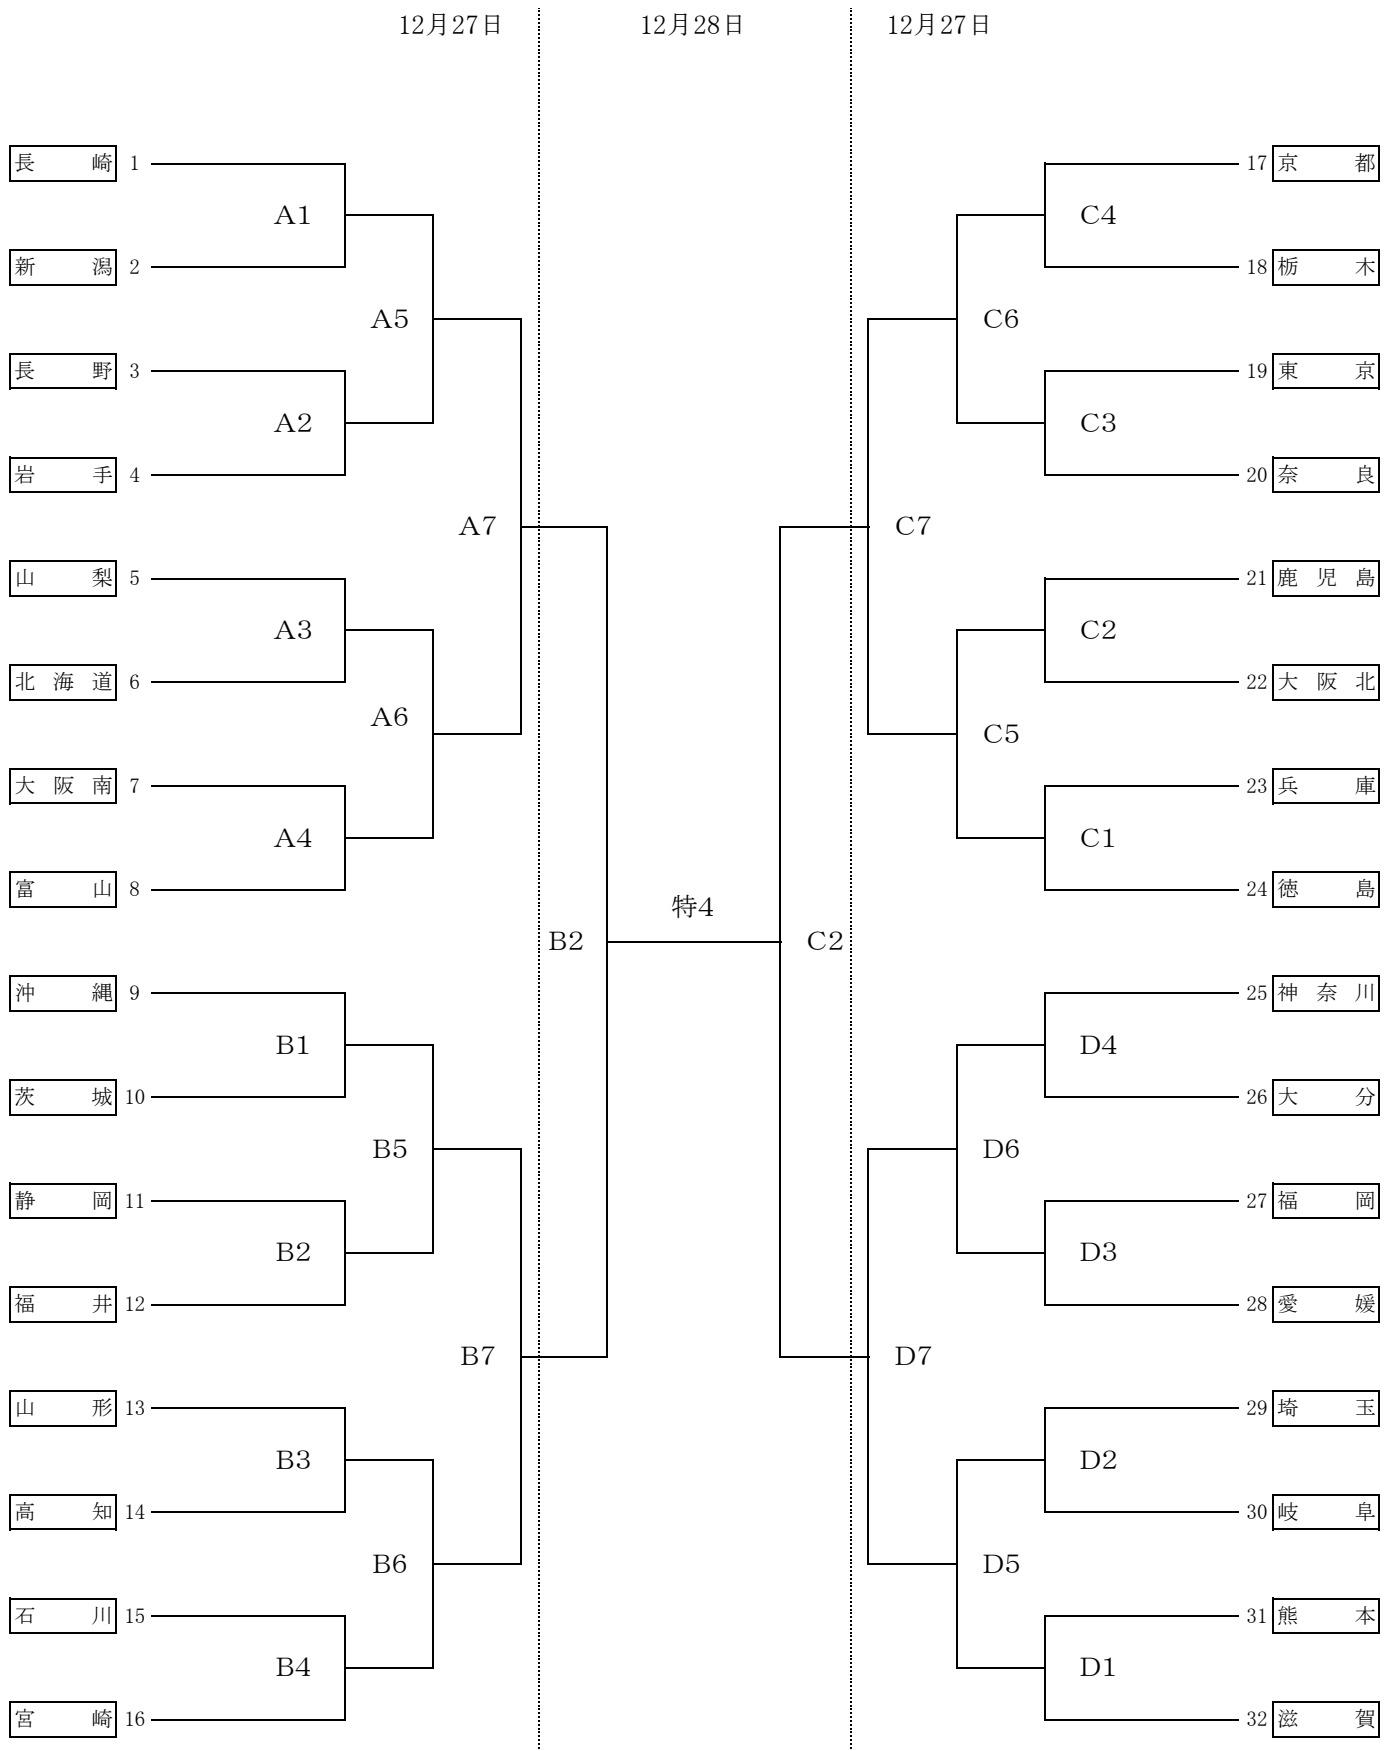 12月27日 12月28日 12月27日
長崎 1 17 京都
A1 C4
新潟 2 18 栃木
A5 C6
長野 3 19 東京
A2 C3
岩手 4 20 奈良
A7 C7
山梨 5 21 鹿児島
A3 C2
北海道 6 22 大阪北
A6 C5
大阪南 7 23 兵庫
A4 C1
富山 8 24 徳島
特4
B2 C2
沖縄 9 25 神奈川
B1 D4
茨城 10 26 大分
B5 D6
静岡 11 27 福岡
B2 D3
福井 12 28 愛媛
B7 D7
山形 13 29 埼玉
B3 D2
高知 14 30 岐阜
B6 D5
石川 15 31 熊本
B4 D1
宮崎 16 32 滋賀